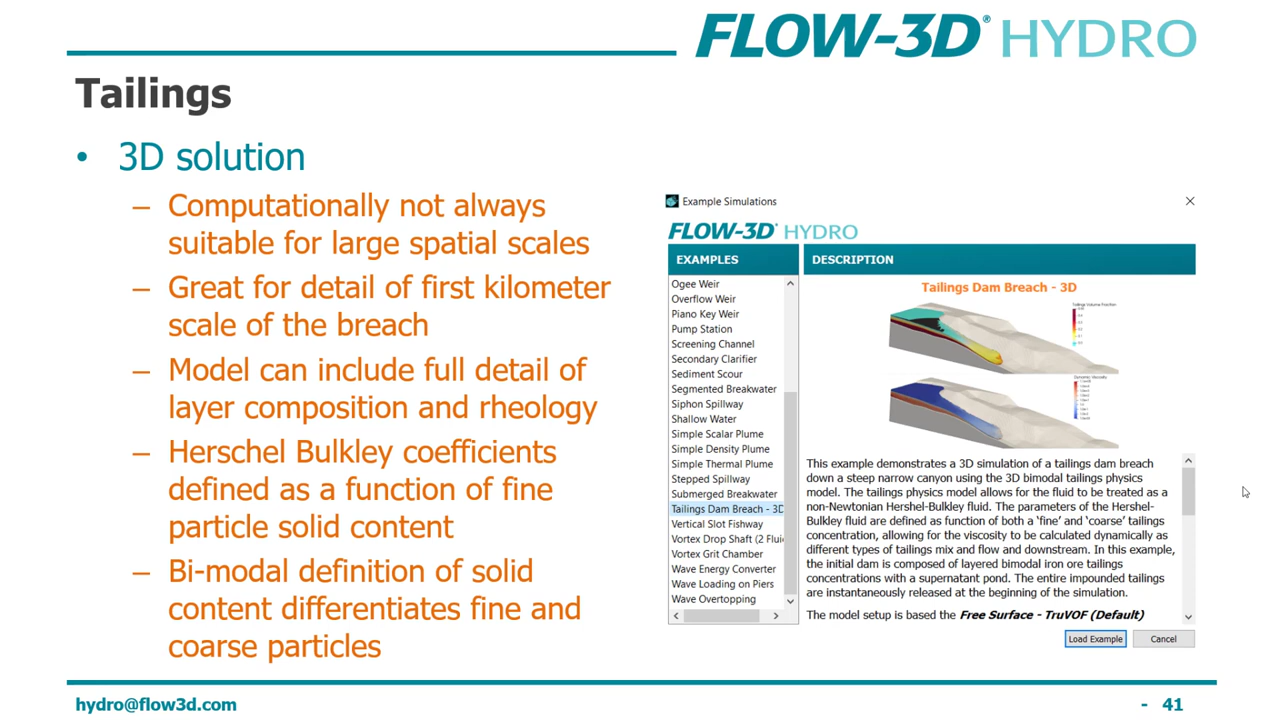 FLOW-3D® HYDRO
Tailings
• 3D solution
– Computationally not always
suitable for large spatial scales
– Great for detail of first kilometer
scale of the breach
– Model can include full detail of
layer composition and rheology
– Herschel Bulkley coefficients
defined as a function of fine
particle solid content
– Bi-modal definition of solid
content differentiates fine and
coarse particles
Example Simulations
FLOW-3D® HYDRO
EXAMPLES
Ogee Weir
Overflow Weir
Piano Key Weir
Pump Station
Screening Channel
Secondary Clarifier
Sediment Scour
Segmented Breakwater
Siphon Spillway
Shallow Water
Simple Scalar Plume
Simple Density Plume
Simple Thermal Plume
Stepped Spillway
Submerged Breakwater
Tailings Dam Breach - 3D
Vertical Slot Fishway
Vortex Drop Shaft (2 Flui
Vortex Grit Chamber
Wave Energy Converter
Wave Loading on Piers
Wave Overtopping
DESCRIPTION
Tailings Dam Breach - 3D
Tailings Volume Fraction
Dynamic Viscosity
This example demonstrates a 3D simulation of a tailings dam breach
down a steep narrow canyon using the 3D bimodal tailings physics
model. The tailings physics model allows for the fluid to be treated as a
non-Newtonian Hershel-Bulkley fluid. The parameters of the Hershel-
Bulkley fluid are defined as function of both a 'fine' and 'coarse' tailings
concentration, allowing for the viscosity to be calculated dynamically as
different types of tailings mix and flow and downstream. In this example,
the initial dam is composed of layered bimodal iron ore tailings
concentrations with a supernatant pond. The entire impounded tailings
are instantaneously released at the beginning of the simulation.
The model setup is based the Free Surface - TruVOF (Default)
Load Example
Cancel
hydro@flow3d.com
- 41